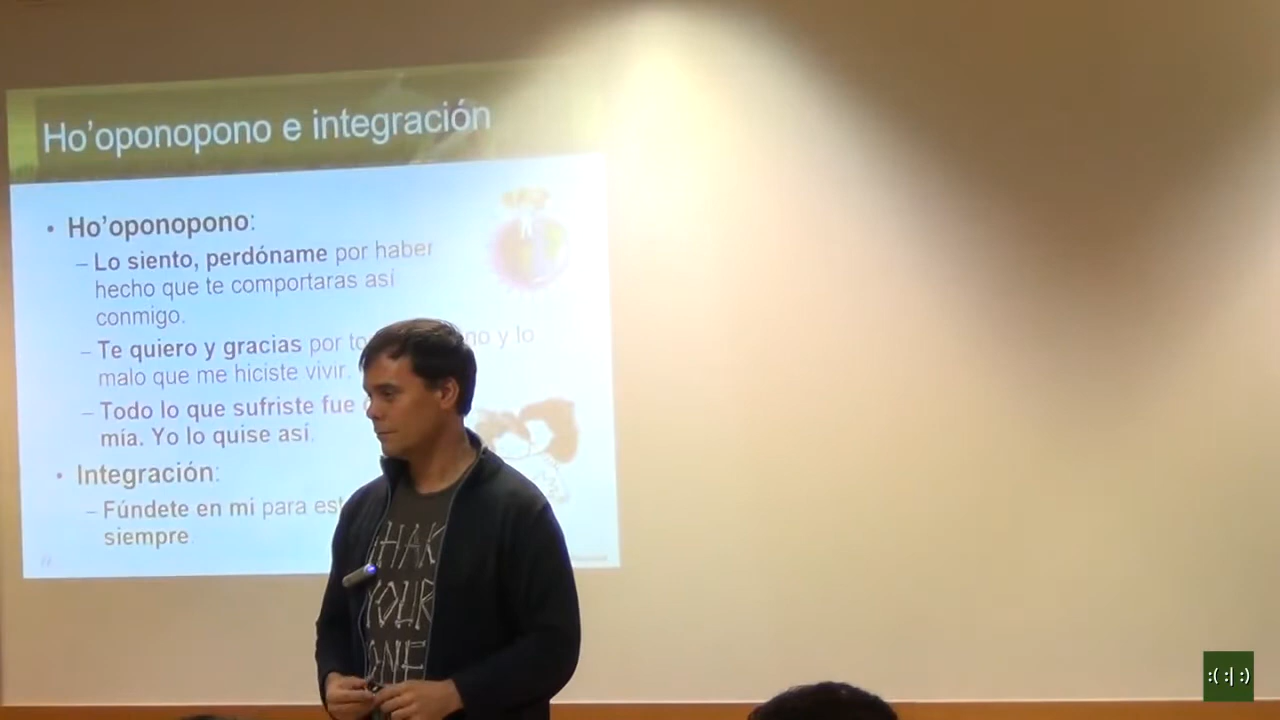 Ho'oponopono e integración
• Ho'oponopono:
– Lo siento, perdóname por haber
hecho que te comportaras así
conmigo.
– Te quiero y gracias por y lo
malo que me hiciste vivir.
– Todo lo que sufriste fue
mía. Yo lo quise así.
• Integración:
– Fúndete en mi para
siempre
YOUR
:( :| :)